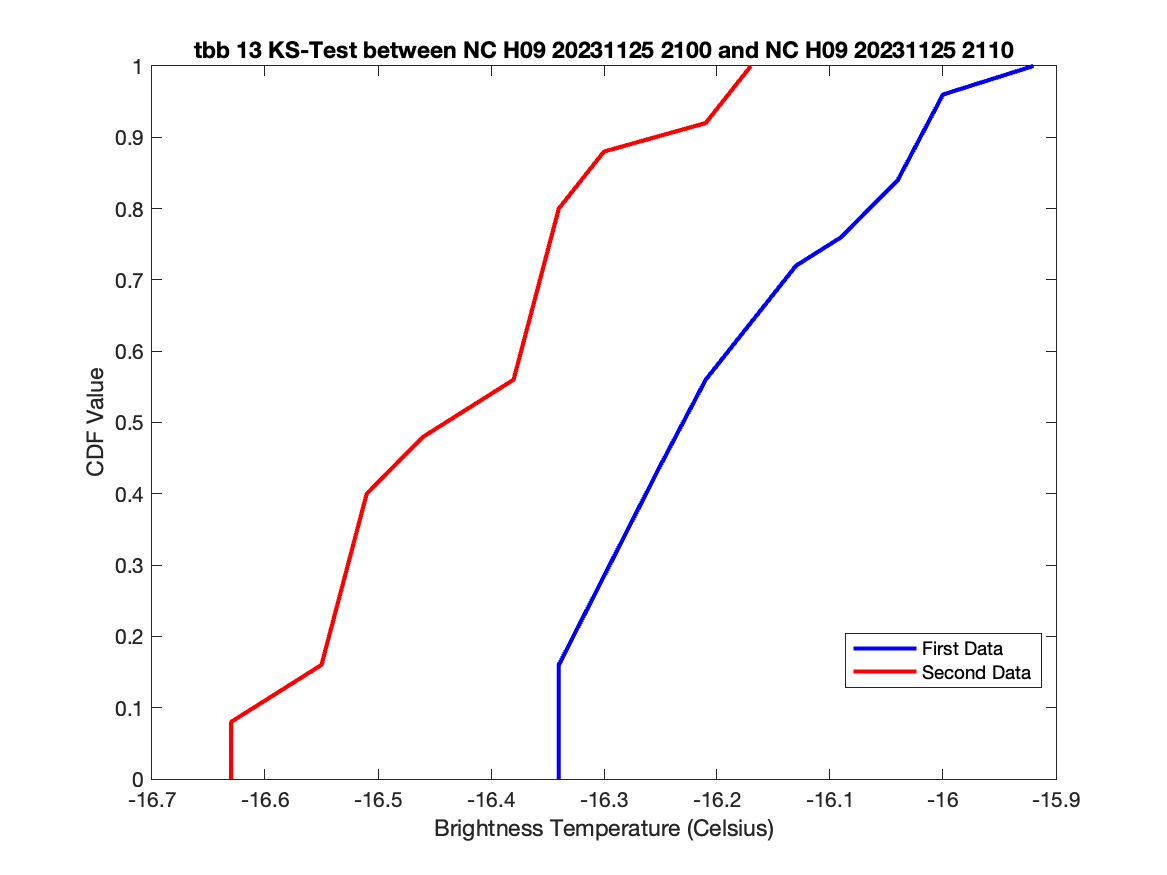 tbb 13 KS-Test between NC H09 20231125 2100 and NC H09 20231125 2110
1
0.9
0.8
0.7
0.6
0.5
0.4
0.3
0.2
0.1
0
CDF Value
First Data
Second Data
-16.7 -16.6 -16.5 -16.4 -16.3 -16.2 -16.1 -16 -15.9
Brightness Temperature (Celsius)